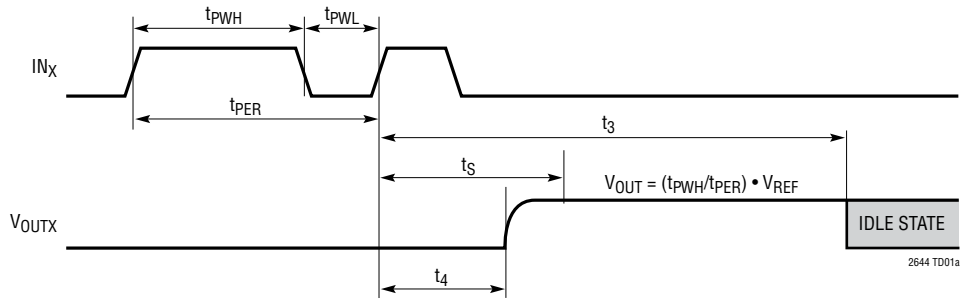 tPWH
tPWL
INX
tPER
t3
tS
VOUT = (tPWH/tPER) • VREF
VOUTX
IDLE STATE
2644 TD01a
t4